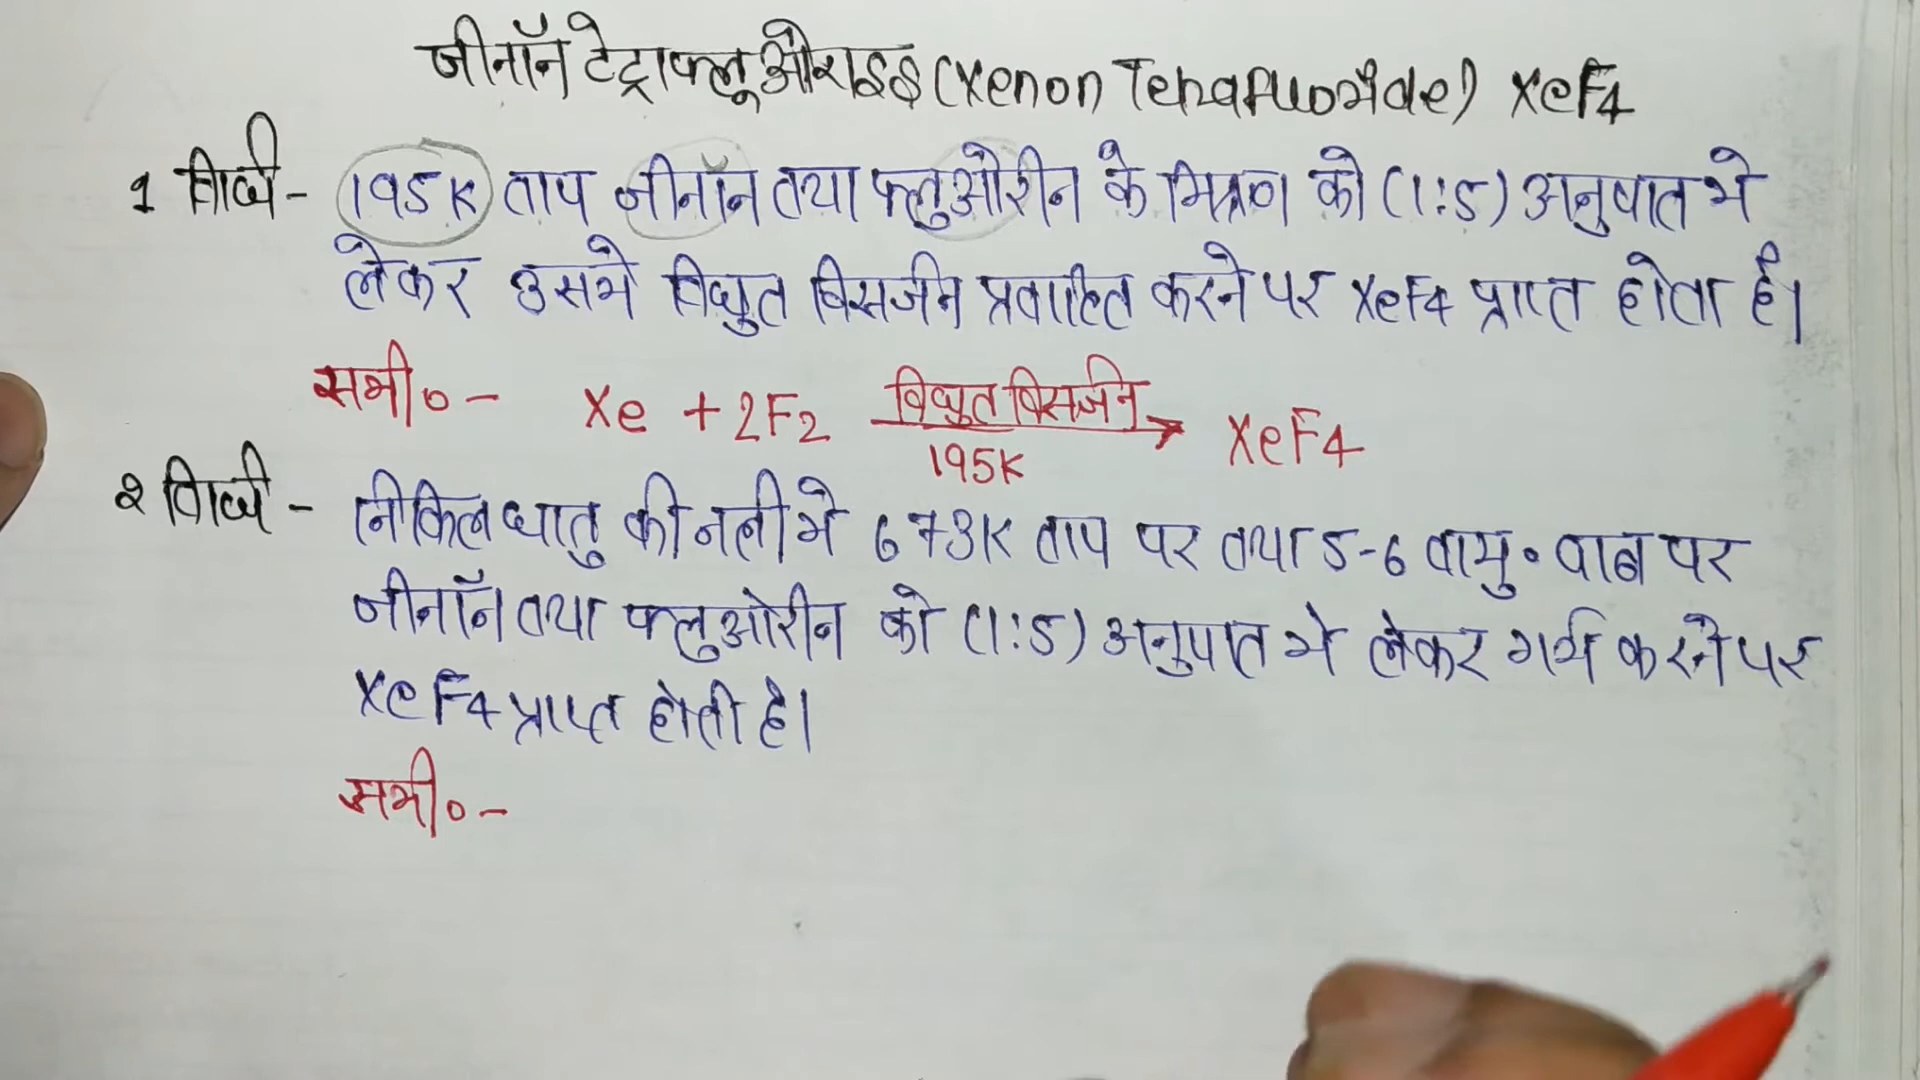 जीनॉन टेट्राफ्लूओराइड (Xenon Tetrafluoride) XeF4
1 विधि - 195K ताप जीनॉन तथा फ्लुओरीन के मिश्रण को (1:5) अनुपात मे
लेकर उसमे विद्युत विसर्जन प्रवाहित करने पर XeF4 प्राप्त होता है।
समी० - Xe + 2F2 विद्युत विसर्जन 195K → XeF4
2 विधि - निकिल धातु की नली मे 673K ताप पर तथा 5-6 वायु० दाब पर
जीनॉन तथा फ्लुओरीन को (1:5) अनुपात मे लेकर गर्म करने पर
XeF4 प्राप्त होती है।
समी० -